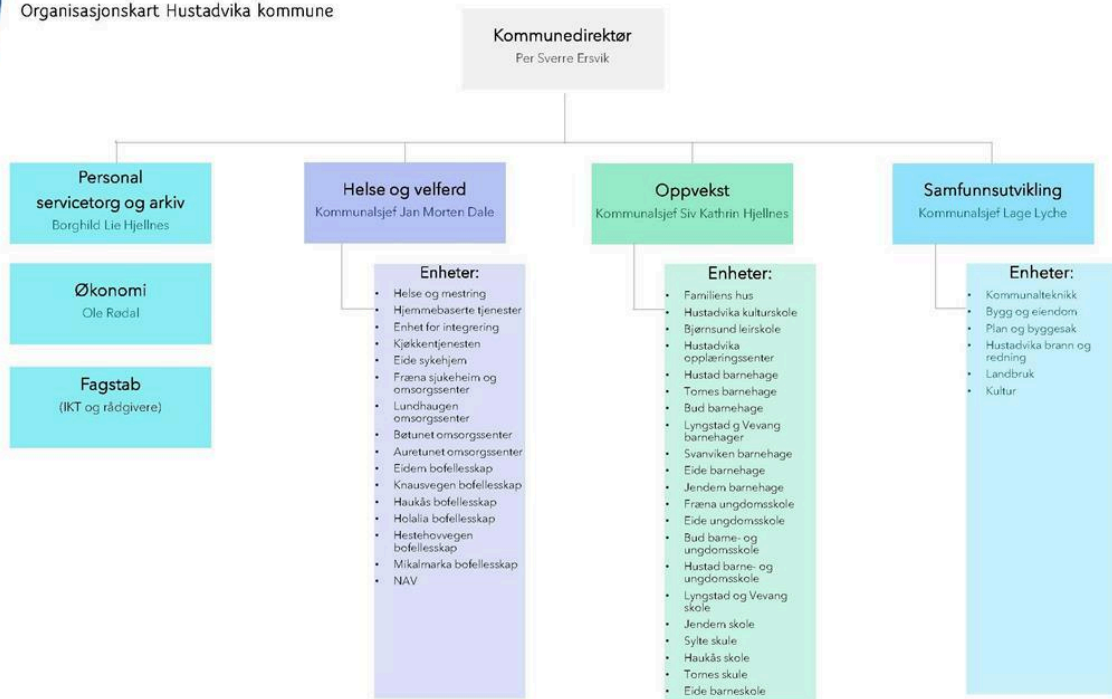 Organisasjonskart Hustadvika kommune
Kommunedirektør
Per Sverre Ersvik
Personal
servicetorg og arkiv
Borghild Lie Hjellnes
Økonomi
Ole Rødal
Fagstab
(IKT og rådgivere)
Helse og velferd
Kommunalsjef Jan Morten Dale
Enheter:
• Helse og mestring
• Hjemmebaserte tjenester
• Enhet for integrering
• Kjøkkentjenesten
• Eide sykehjem
• Fræna sjukeheim og
omsorgssenter
• Lundhaugen
omsorgssenter
• Bøtunet omsorgssenter
• Auretunet omsorgssenter
• Eidem bofellesskap
• Knausvegen bofellesskap
• Haukås bofellesskap
• Holalia bofellesskap
• Hestehovvegen
bofellesskap
• Mikalmarka bofellesskap
• NAV
Oppvekst
Kommunalsjef Siv Kathrin Hjellnes
Enheter:
• Familiens hus
• Hustadvika kulturskole
• Bjørnsund leirskole
• Hustadvika
opplæringssenter
• Hustad barnehage
• Tornes barnehage
• Bud barnehage
• Lyngstad g Vevang
barnehager
• Svanviken barnehage
• Eide barnehage
• Jendem barnehage
• Fræna ungdomsskole
• Eide ungdomsskole
• Bud barne- og
ungdomsskole
• Hustad barne- og
ungdomsskole
• Lyngstad og Vevang
skole
• Jendem skole
• Sylte skule
• Haukås skole
• Tornes skule
• Eide barneskole
Samfunnsutvikling
Kommunalsjef Lage Lyche
Enheter:
• Kommunalteknikk
• Bygg og eiendom
• Plan og byggesak
• Hustadvika brann og
redning
• Landbruk
• Kultur